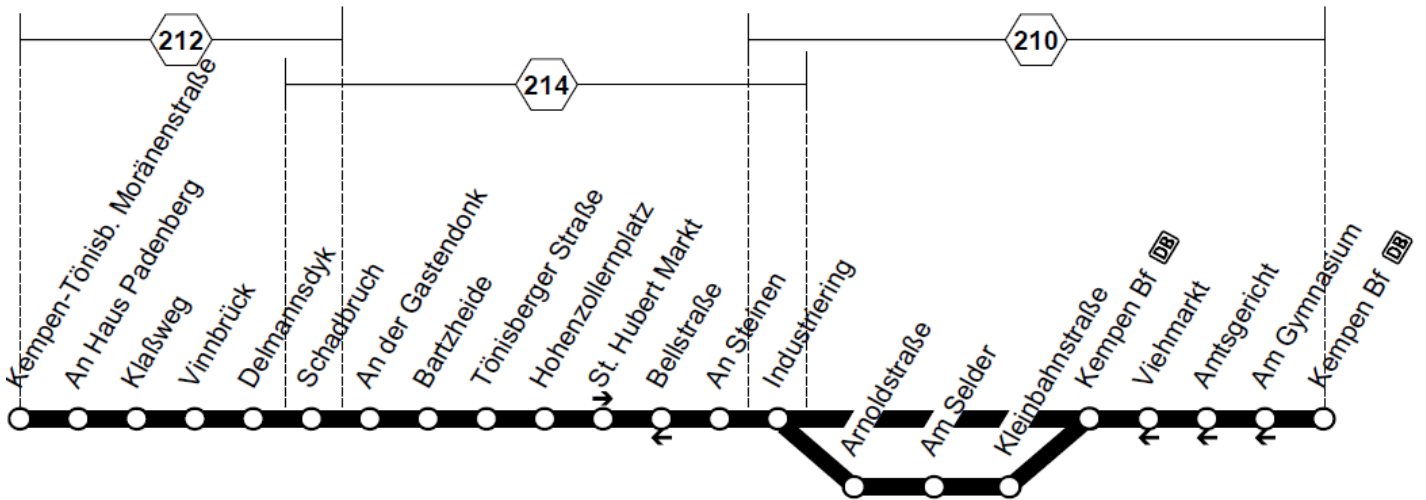 212
214
210
Kempen-Tönisb. Moränenstraße
An Haus Padenberg
Klaßweg
Vinnbrück
Delmannsdyk
Schadbruch
An der Gastendonk
Bartzheide
Tönisberger Straße
Hohenzollernplatz
St. Hubert Markt
Bellstraße
An Steinen
Industriering
Arnoldstraße
Am Selder
Kleinbahnstraße
Kempen Bf DB
Viehmarkt
Amtsgericht
Am Gymnasium
Kempen Bf DB